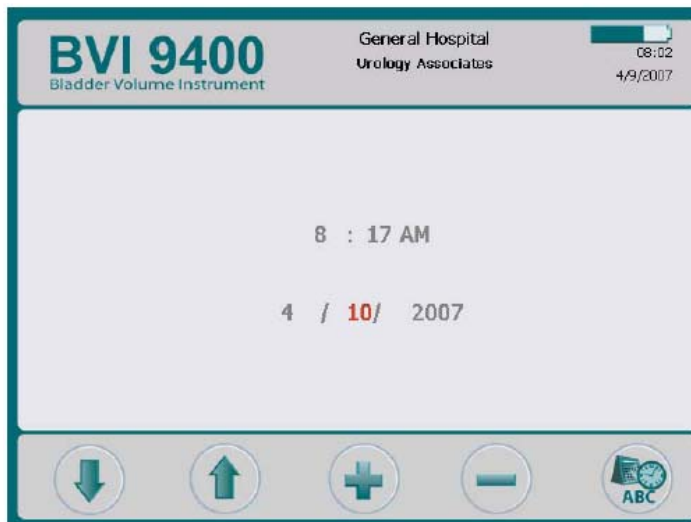 BVI 9400
Bladder Volume Instrument
General Hospital
Urology Associates
08:02
4/9/2007
8 : 17 AM
4 / 10/ 2007
ABC